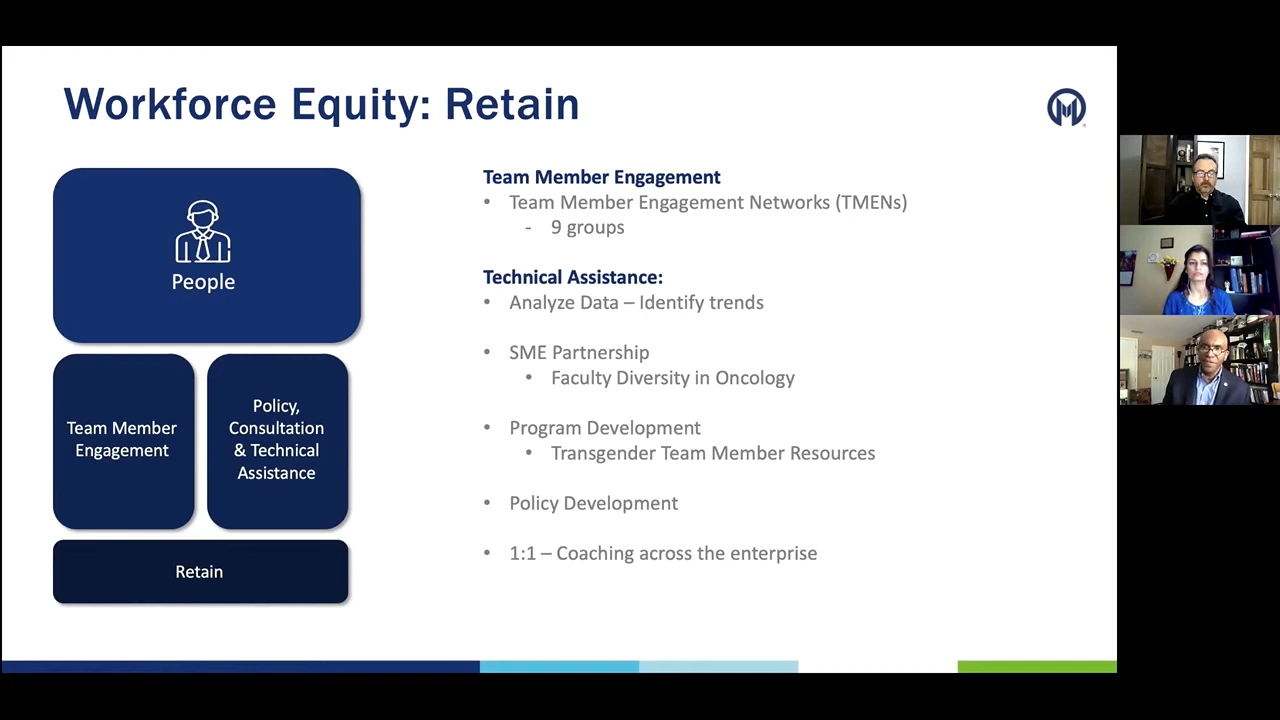 Workforce Equity: Retain
People
Team Member
Engagement
Policy,
Consultation
& Technical
Assistance
Retain
Team Member Engagement
• Team Member Engagement Networks (TMENs)
- 9 groups
Technical Assistance:
• Analyze Data – Identify trends
• SME Partnership
• Faculty Diversity in Oncology
• Program Development
• Transgender Team Member Resources
• Policy Development
• 1:1 – Coaching across the enterprise